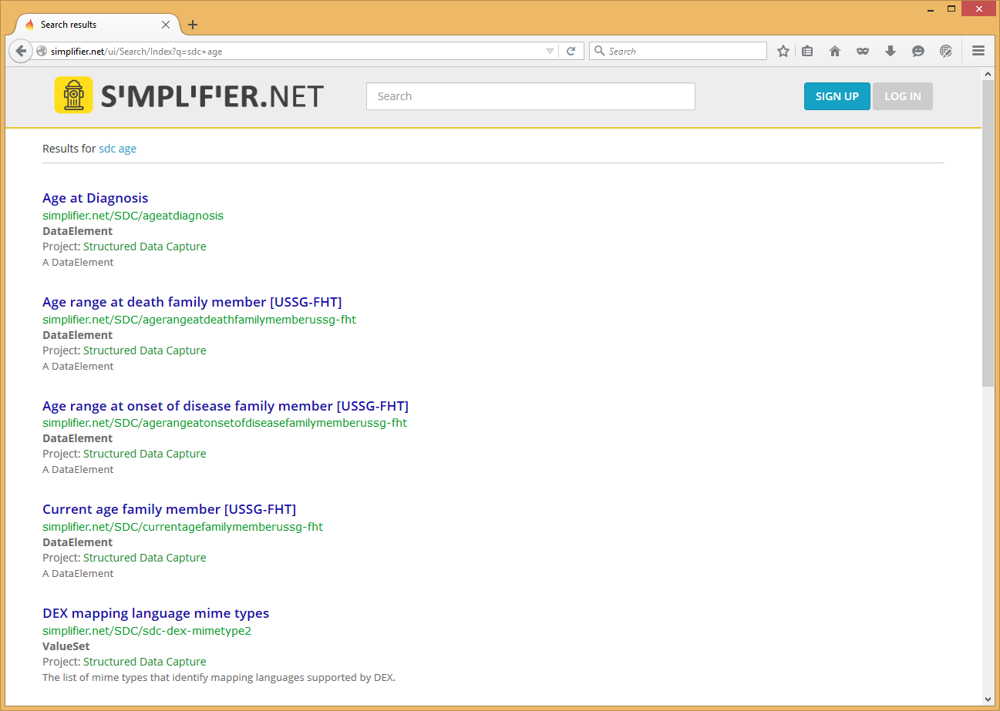 Search results
simplifier.net/ui/Search/Index?q=sdc+age
Search
SIMPLIFIER.NET
Search
SIGN UP
LOG IN
Results for sdc age
Age at Diagnosis
simplifier.net/SDC/ageatdiagnosis
DataElement
Project: Structured Data Capture
A DataElement
Age range at death family member [USSG-FHT]
simplifier.net/SDC/agerangeatdeathfamilymemberussg-fht
DataElement
Project: Structured Data Capture
A DataElement
Age range at onset of disease family member [USSG-FHT]
simplifier.net/SDC/agerangeatonsetofdiseasefamilymemberussg-fht
DataElement
Project: Structured Data Capture
A DataElement
Current age family member [USSG-FHT]
simplifier.net/SDC/currentagefamilymemberussg-fht
DataElement
Project: Structured Data Capture
A DataElement
DEX mapping language mime types
simplifier.net/SDC/sdc-dex-mimetype2
ValueSet
Project: Structured Data Capture
The list of mime types that identify mapping languages supported by DEX.